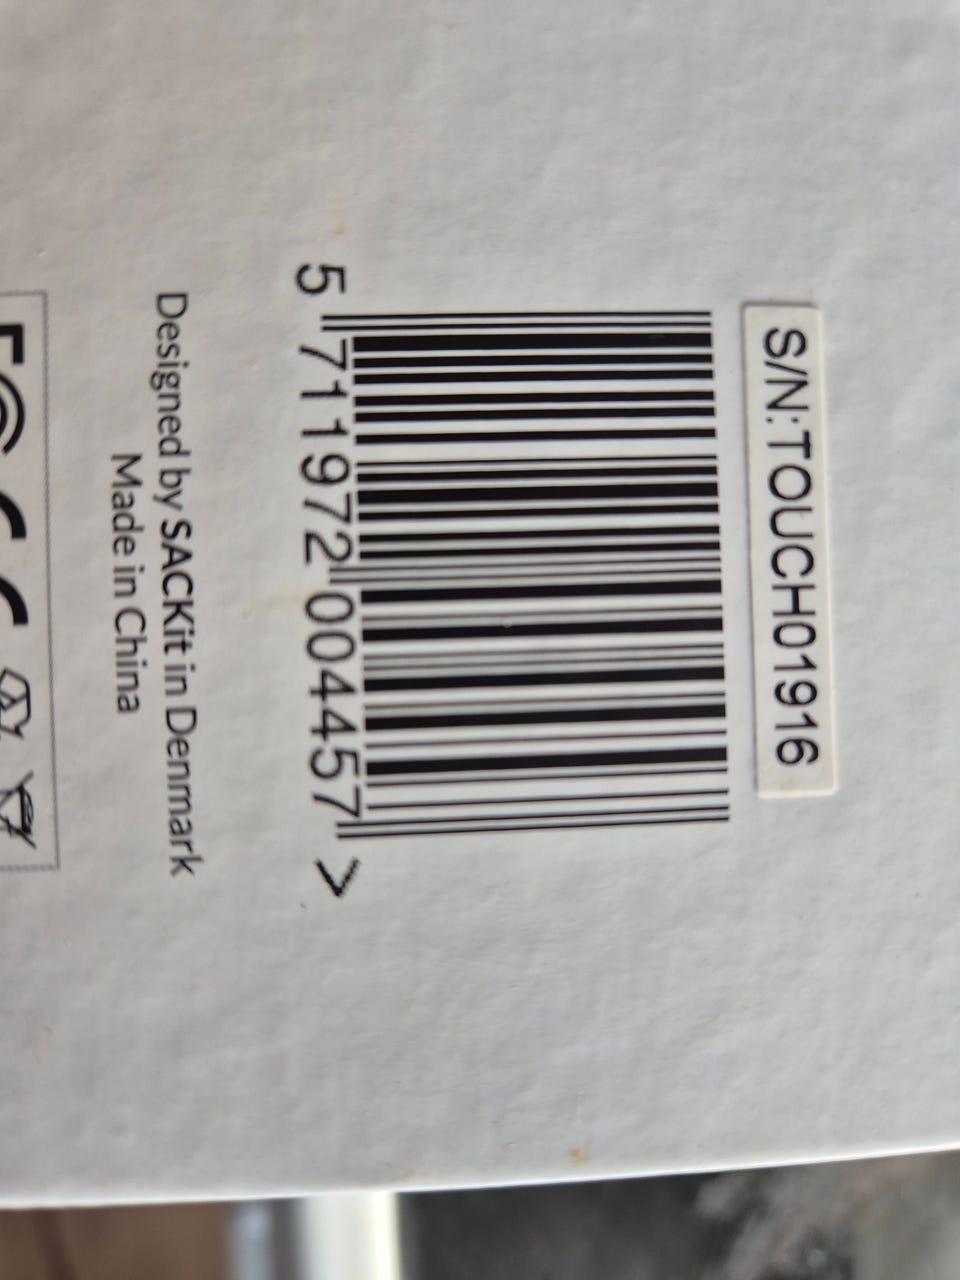 S/N:TOUCH01916
5 711972 004457 >
Designed by SACKit in Denmark
Made in China